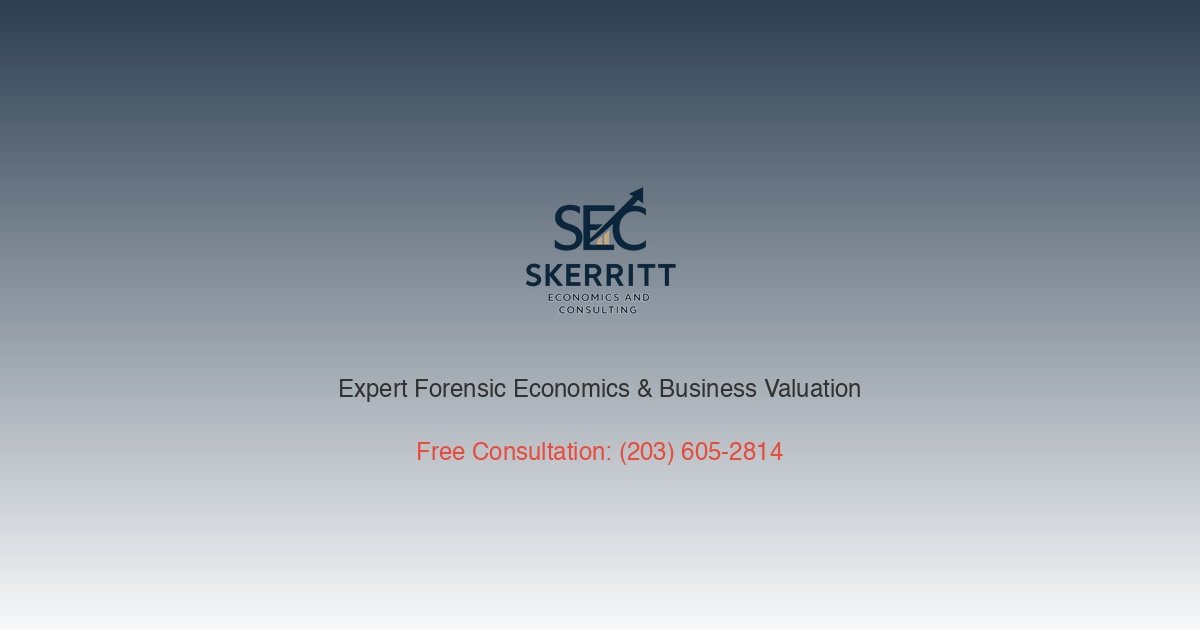 SEC
SKERRITT
ECONOMICS AND
CONSULTING
Expert Forensic Economics & Business Valuation
Free Consultation: (203) 605-2814